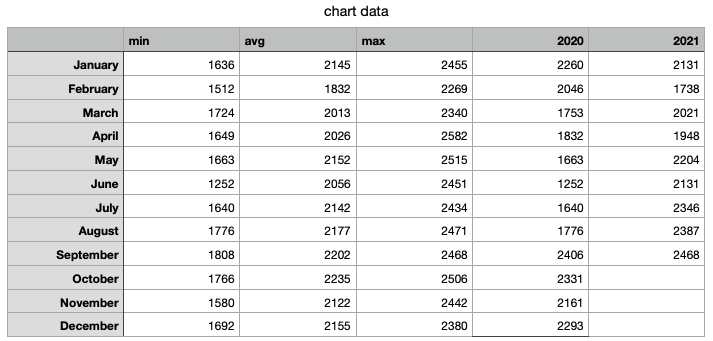 chart data
min avg max 2020 2021
January 1636 2145 2455 2260 2131
February 1512 1832 2269 2046 1738
March 1724 2013 2340 1753 2021
April 1649 2026 2582 1832 1948
May 1663 2152 2515 1663 2204
June 1252 2056 2451 1252 2131
July 1640 2142 2434 1640 2346
August 1776 2177 2471 1776 2387
September 1808 2202 2468 2406 2468
October 1766 2235 2506 2331
November 1580 2122 2442 2161
December 1692 2155 2380 2293